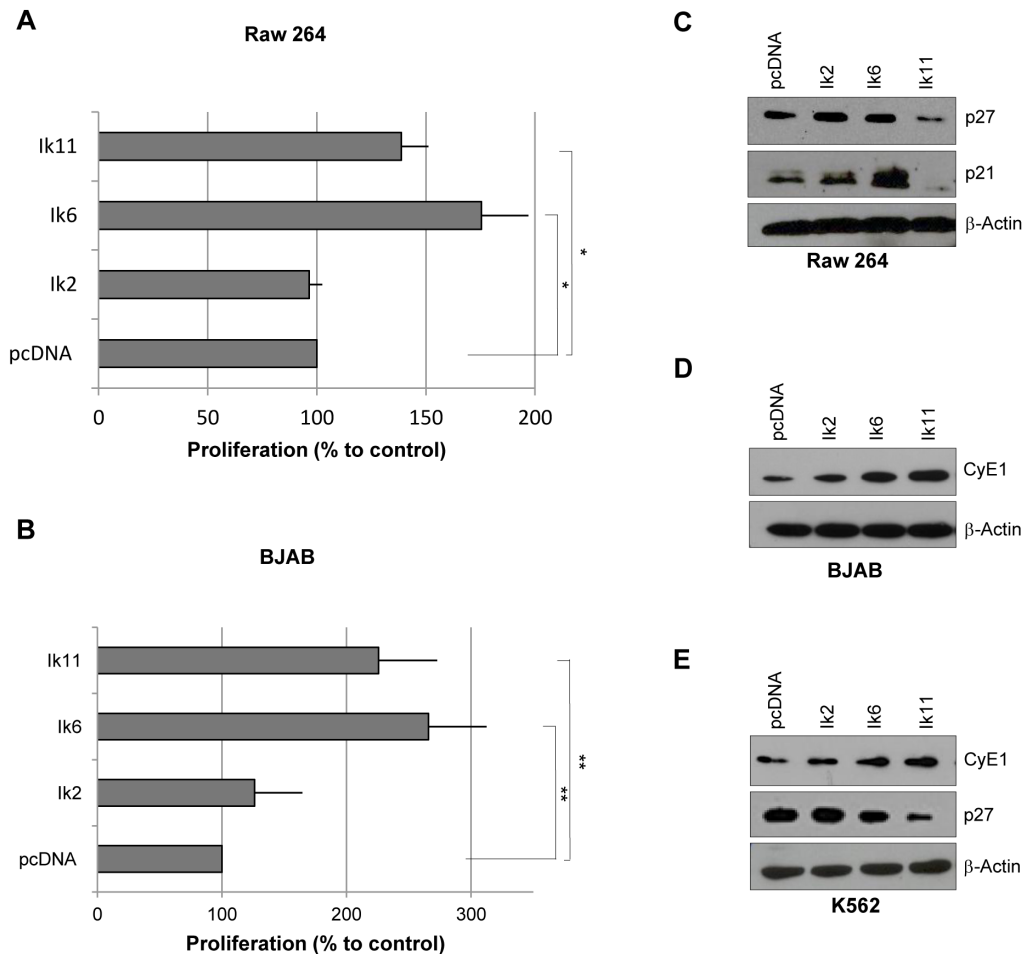 A
Raw 264
Ik11
Ik6
Ik2
pcDNA
*
*
0 50 100 150 200
Proliferation (% to control)
B
BJAB
Ik11
Ik6
Ik2
pcDNA
**
**
0 100 200 300
Proliferation (% to control)
C
pcDNA Ik2 Ik6 Ik11
p27
p21
β-Actin
Raw 264
D
pcDNA Ik2 Ik6 Ik11
CyE1
β-Actin
BJAB
E
pcDNA Ik2 Ik6 Ik11
CyE1
p27
β-Actin
K562